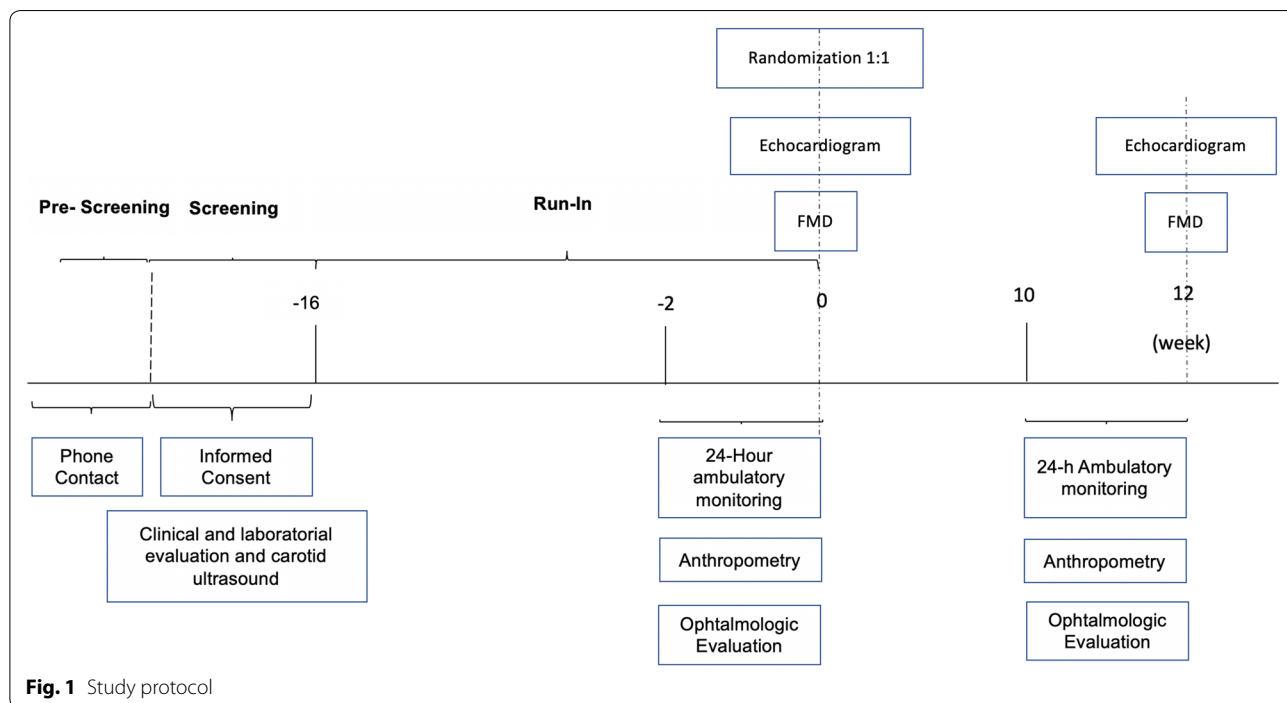 Randomization 1:1
Echocardiogram
Echocardiogram
Pre- Screening
Screening
Run-In
FMD
FMD
-16
-2
0
10
12
(week)
Phone
Contact
Informed
Consent
24-Hour
ambulatory
monitoring
24-h Ambulatory
monitoring
Clinical and laboratorial
evaluation and carotid
ultrasound
Anthropometry
Anthropometry
Ophtalmologic
Evaluation
Ophtalmologic
Evaluation
Fig. 1 Study protocol